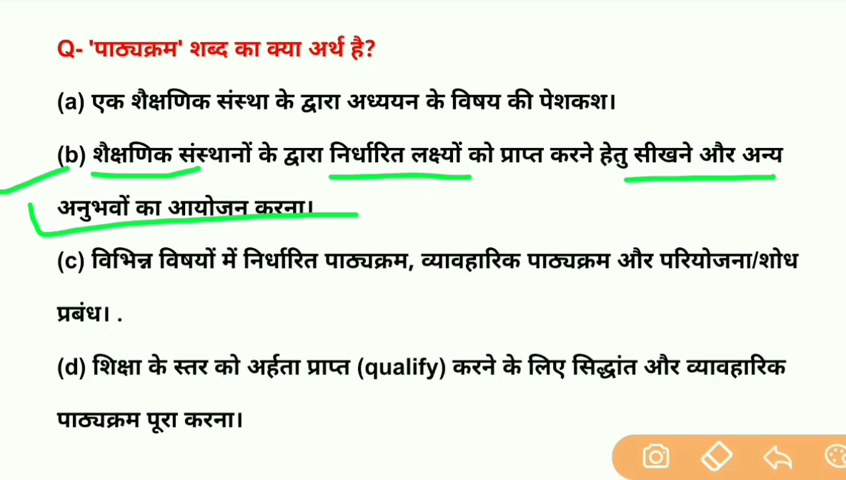 Q- 'पाठ्यक्रम' शब्द का क्या अर्थ है?
(a) एक शैक्षणिक संस्था के द्वारा अध्ययन के विषय की पेशकश।
(b) शैक्षणिक संस्थानों के द्वारा निर्धारित लक्ष्यों को प्राप्त करने हेतु सीखने और अन्य
अनुभवों का आयोजन करना।
(c) विभिन्न विषयों में निर्धारित पाठ्यक्रम, व्यावहारिक पाठ्यक्रम और परियोजना/शोध
प्रबंध। .
(d) शिक्षा के स्तर को अर्हता प्राप्त (qualify) करने के लिए सिद्धांत और व्यावहारिक
पाठ्यक्रम पूरा करना।